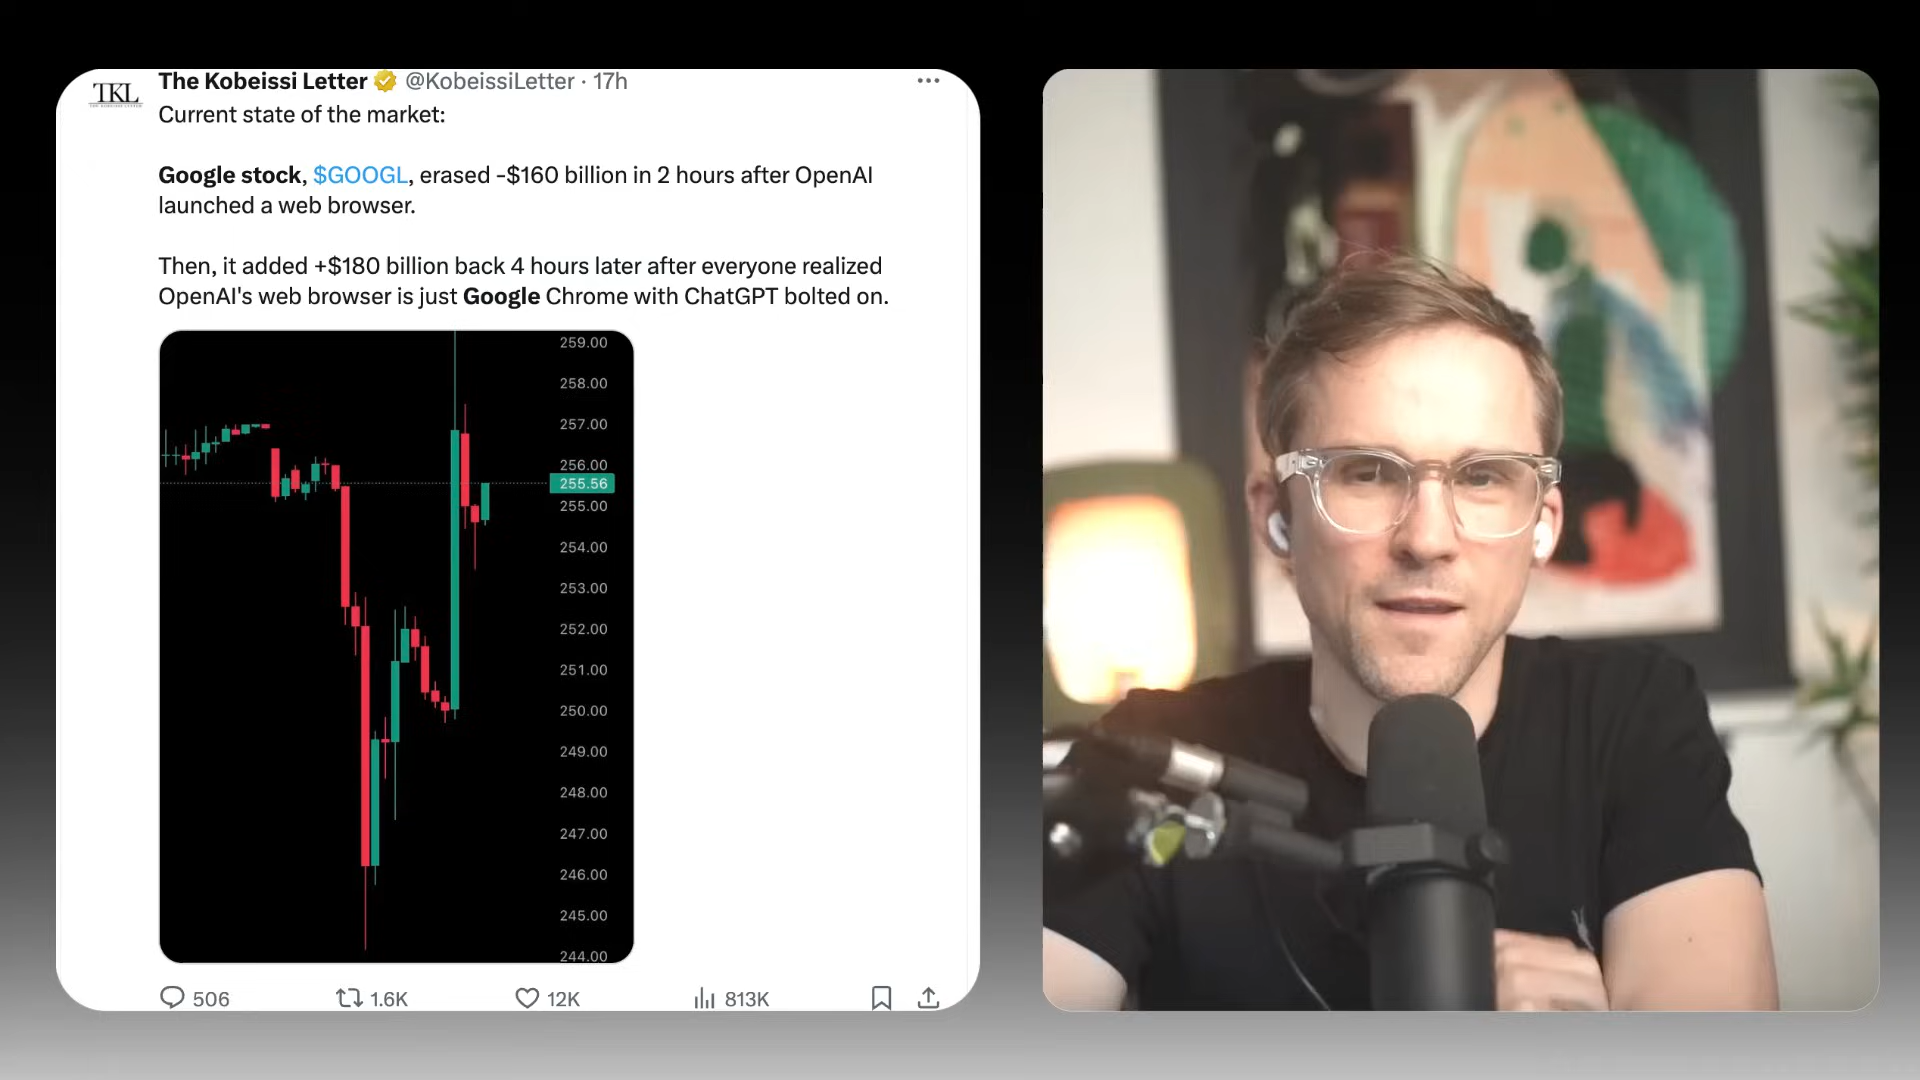 TKL
The Kobeissi Letter @KobeissiLetter · 17h
Current state of the market:
Google stock, $GOOGL, erased -$160 billion in 2 hours after OpenAI
launched a web browser.
Then, it added +$180 billion back 4 hours later after everyone realized
OpenAI's web browser is just Google Chrome with ChatGPT bolted on.
259.00
258.00
257.00
256.00
255.56
255.00
254.00
253.00
252.00
251.00
250.00
249.00
248.00
247.00
246.00
245.00
244.00
506 1.6K 12K 813K